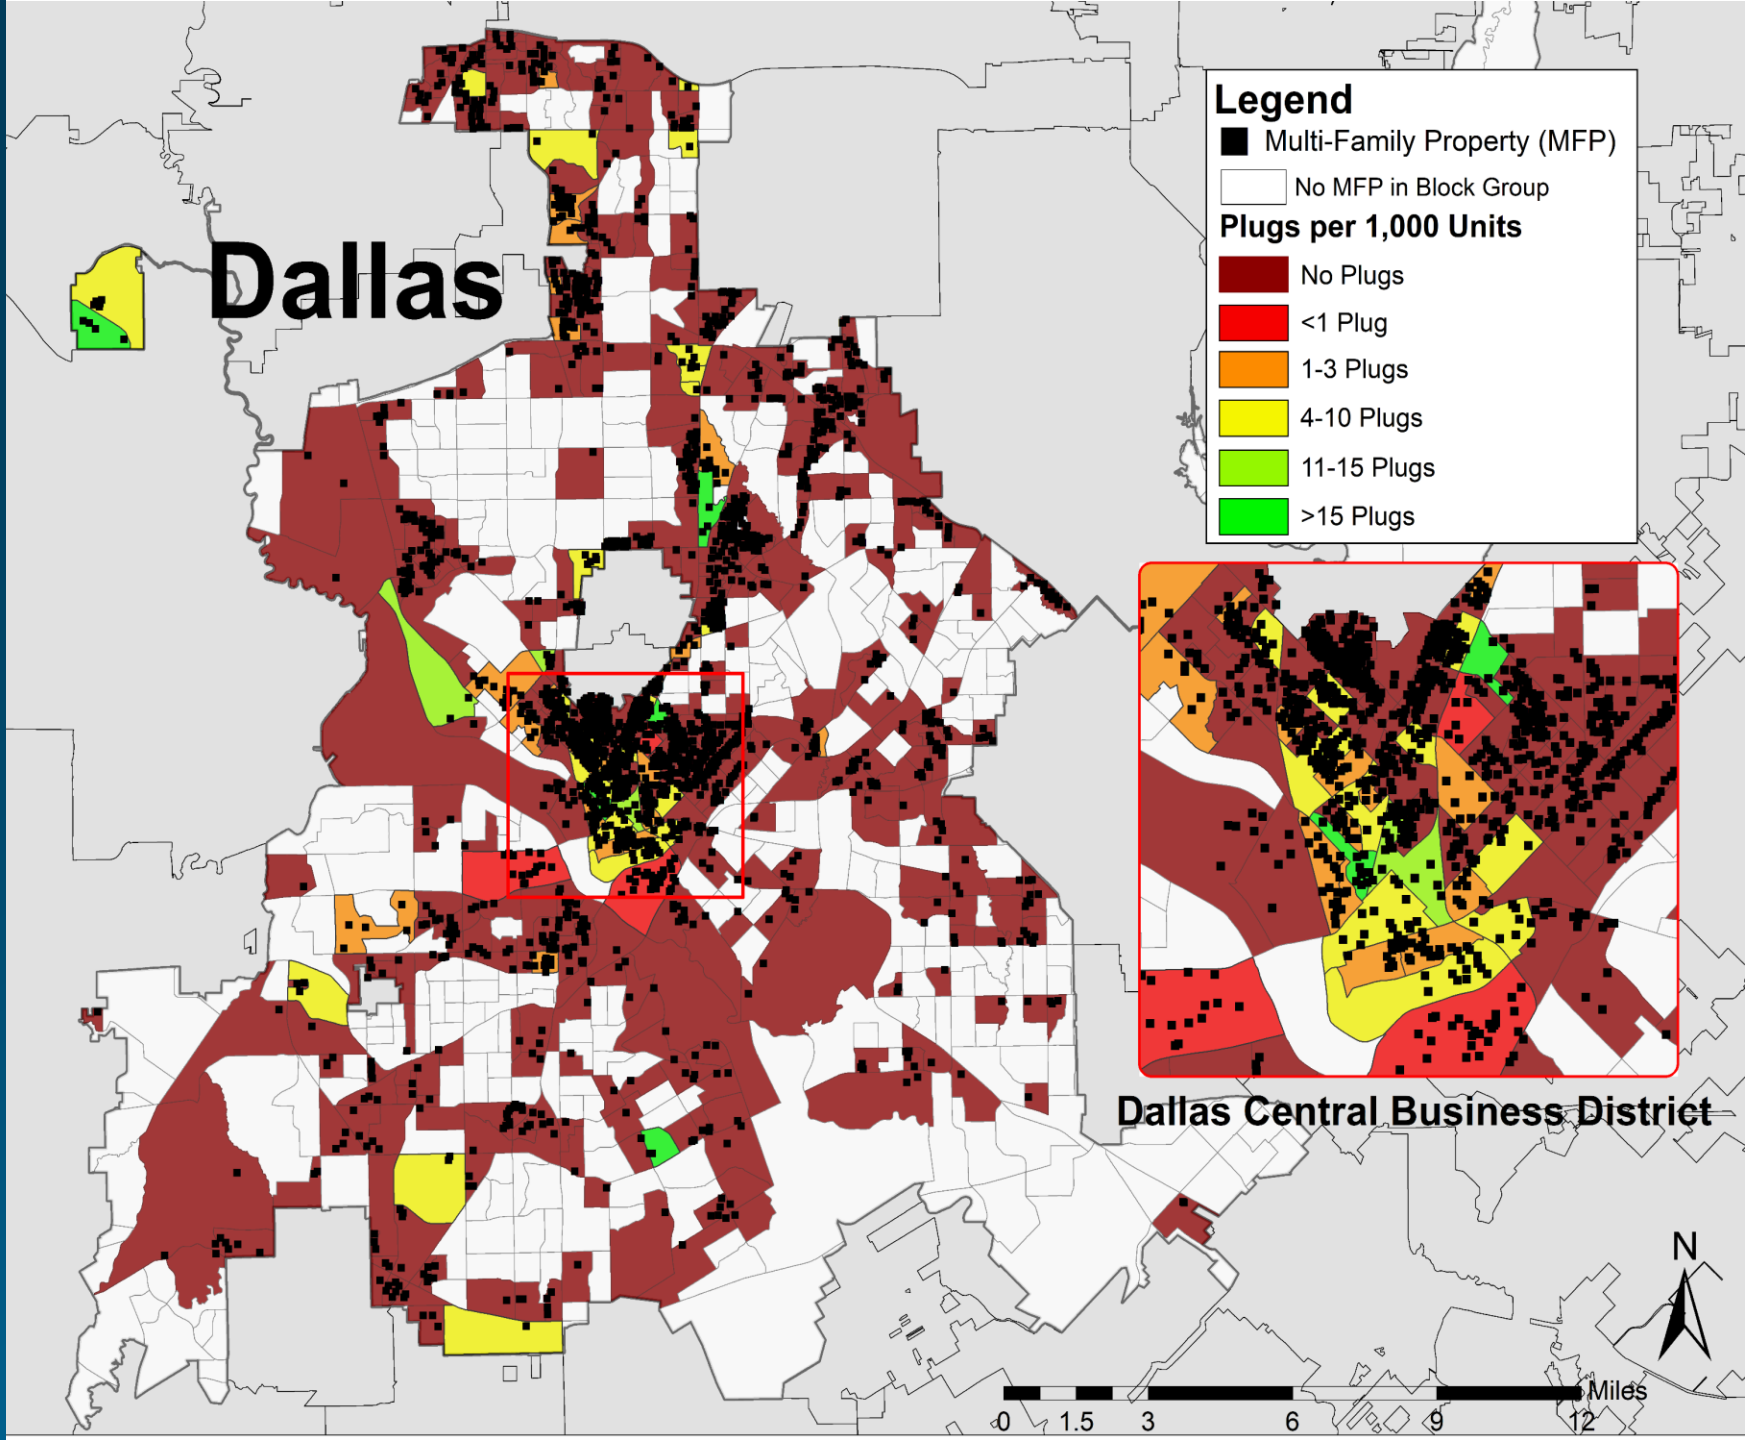 Dallas
Legend
Multi-Family Property (MFP)
No MFP in Block Group
Plugs per 1,000 Units
No Plugs
<1 Plug
1-3 Plugs
4-10 Plugs
11-15 Plugs
>15 Plugs
Dallas Central Business District
N
Miles
0 1.5 3 6 9 12